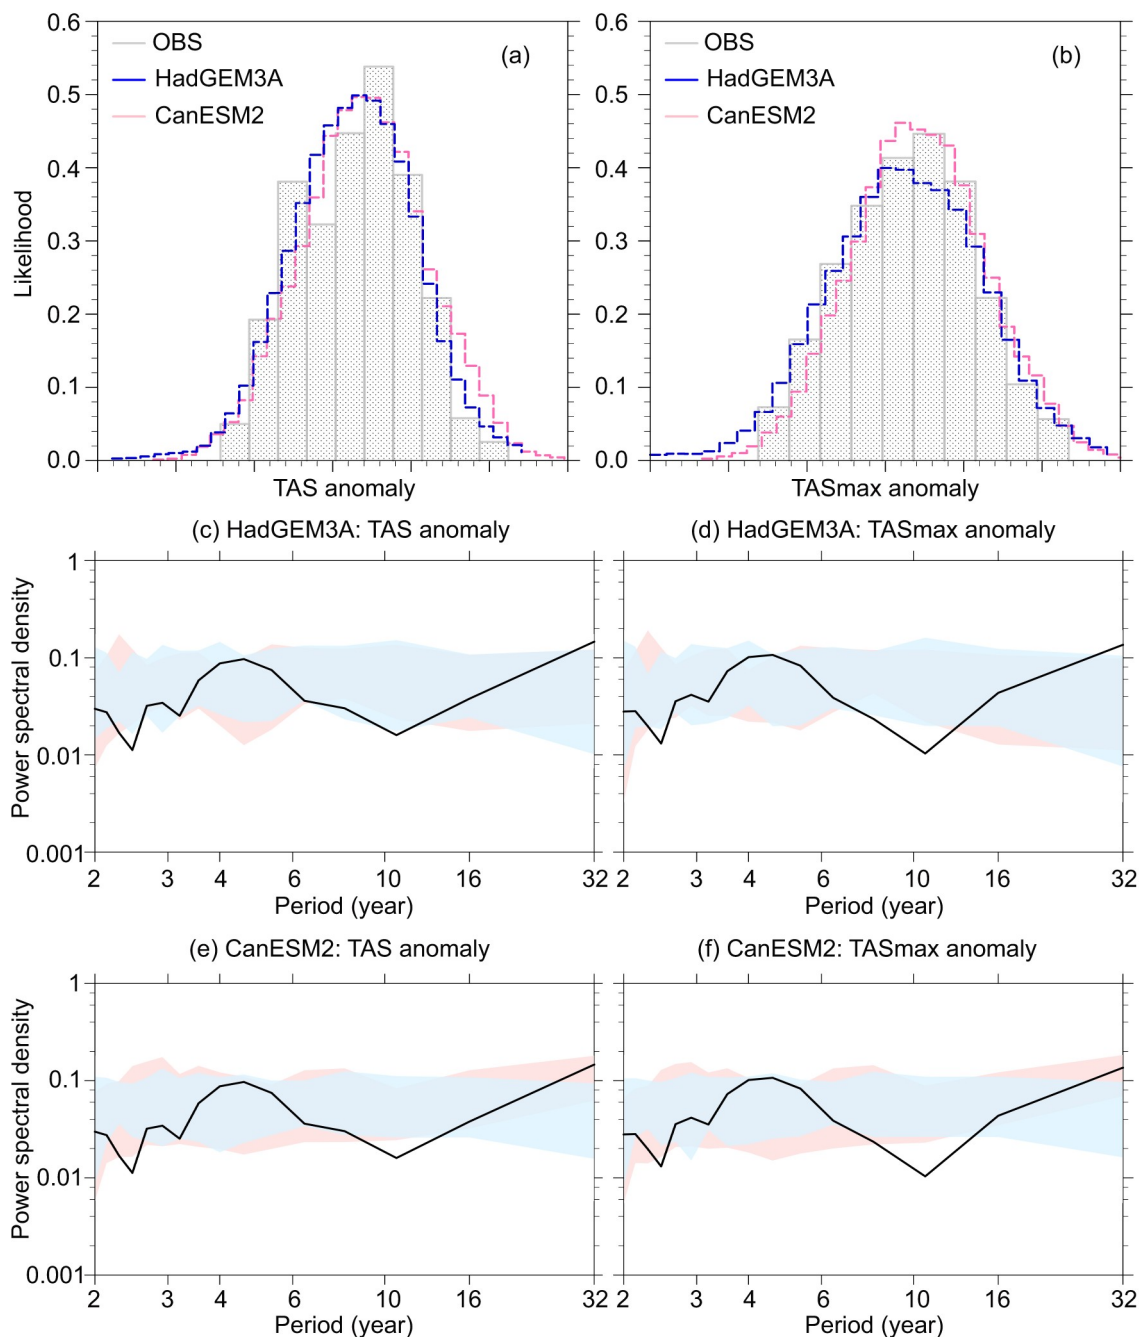 0.6
0.5
0.4
0.3
0.2
0.1
0.0
Likelihood
OBS
HadGEM3A
CanESM2
(a)
TAS anomaly
0.6
0.5
0.4
0.3
0.2
0.1
0.0
OBS
HadGEM3A
CanESM2
(b)
TASmax anomaly
(c) HadGEM3A: TAS anomaly
Power spectral density
1
0.1
0.01
0.001
2 3 4 6 10 16 32
Period (year)
(d) HadGEM3A: TASmax anomaly
2 3 4 6 10 16 32
Period (year)
(e) CanESM2: TAS anomaly
Power spectral density
1
0.1
0.01
0.001
2 3 4 6 10 16 32
Period (year)
(f) CanESM2: TASmax anomaly
2 3 4 6 10 16 32
Period (year)